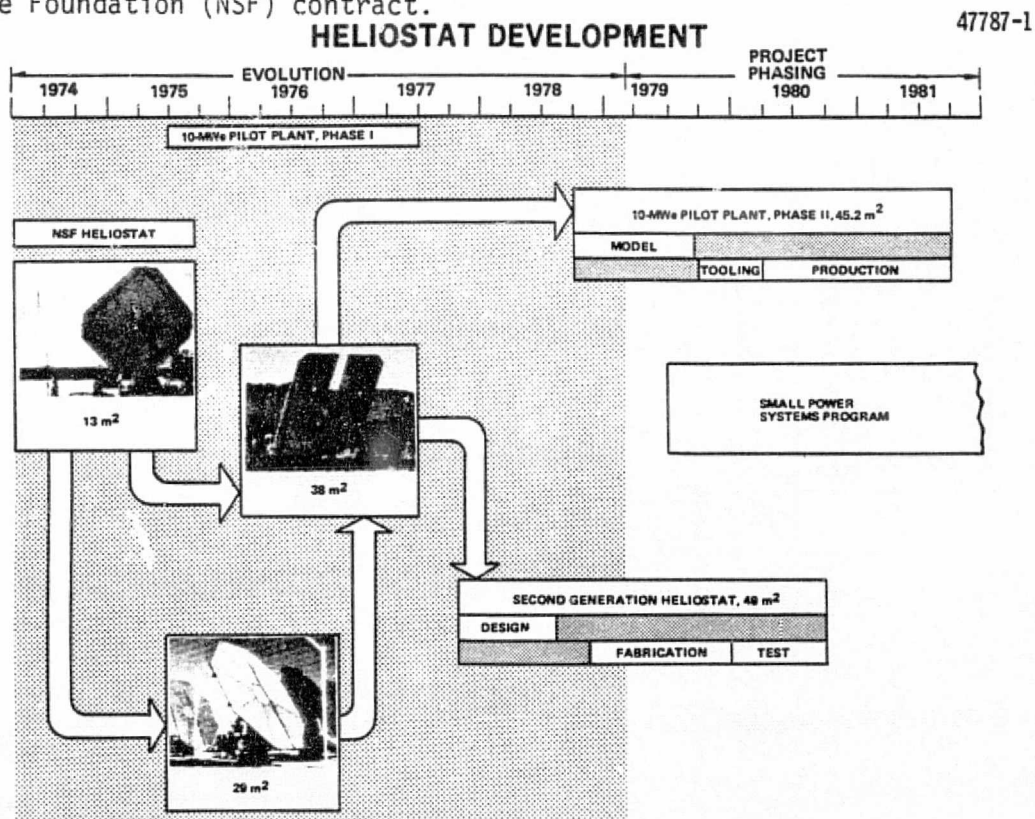 e Foundation (NSF) contract.
47787-1
HELIOSTAT DEVELOPMENT
EVOLUTION
PROJECT
PHASING
1974 1975 1976 1977 1978 1979 1980 1981
10-MWe PILOT PLANT, PHASE I
10-MWe PILOT PLANT, PHASE II, 45.2 m²
MODEL
TOOLING PRODUCTION
NSF HELIOSTAT
13 m²
38 m²
SMALL POWER
SYSTEMS PROGRAM
SECOND GENERATION HELIOSTAT, 49 m²
DESIGN
FABRICATION TEST
29 m²